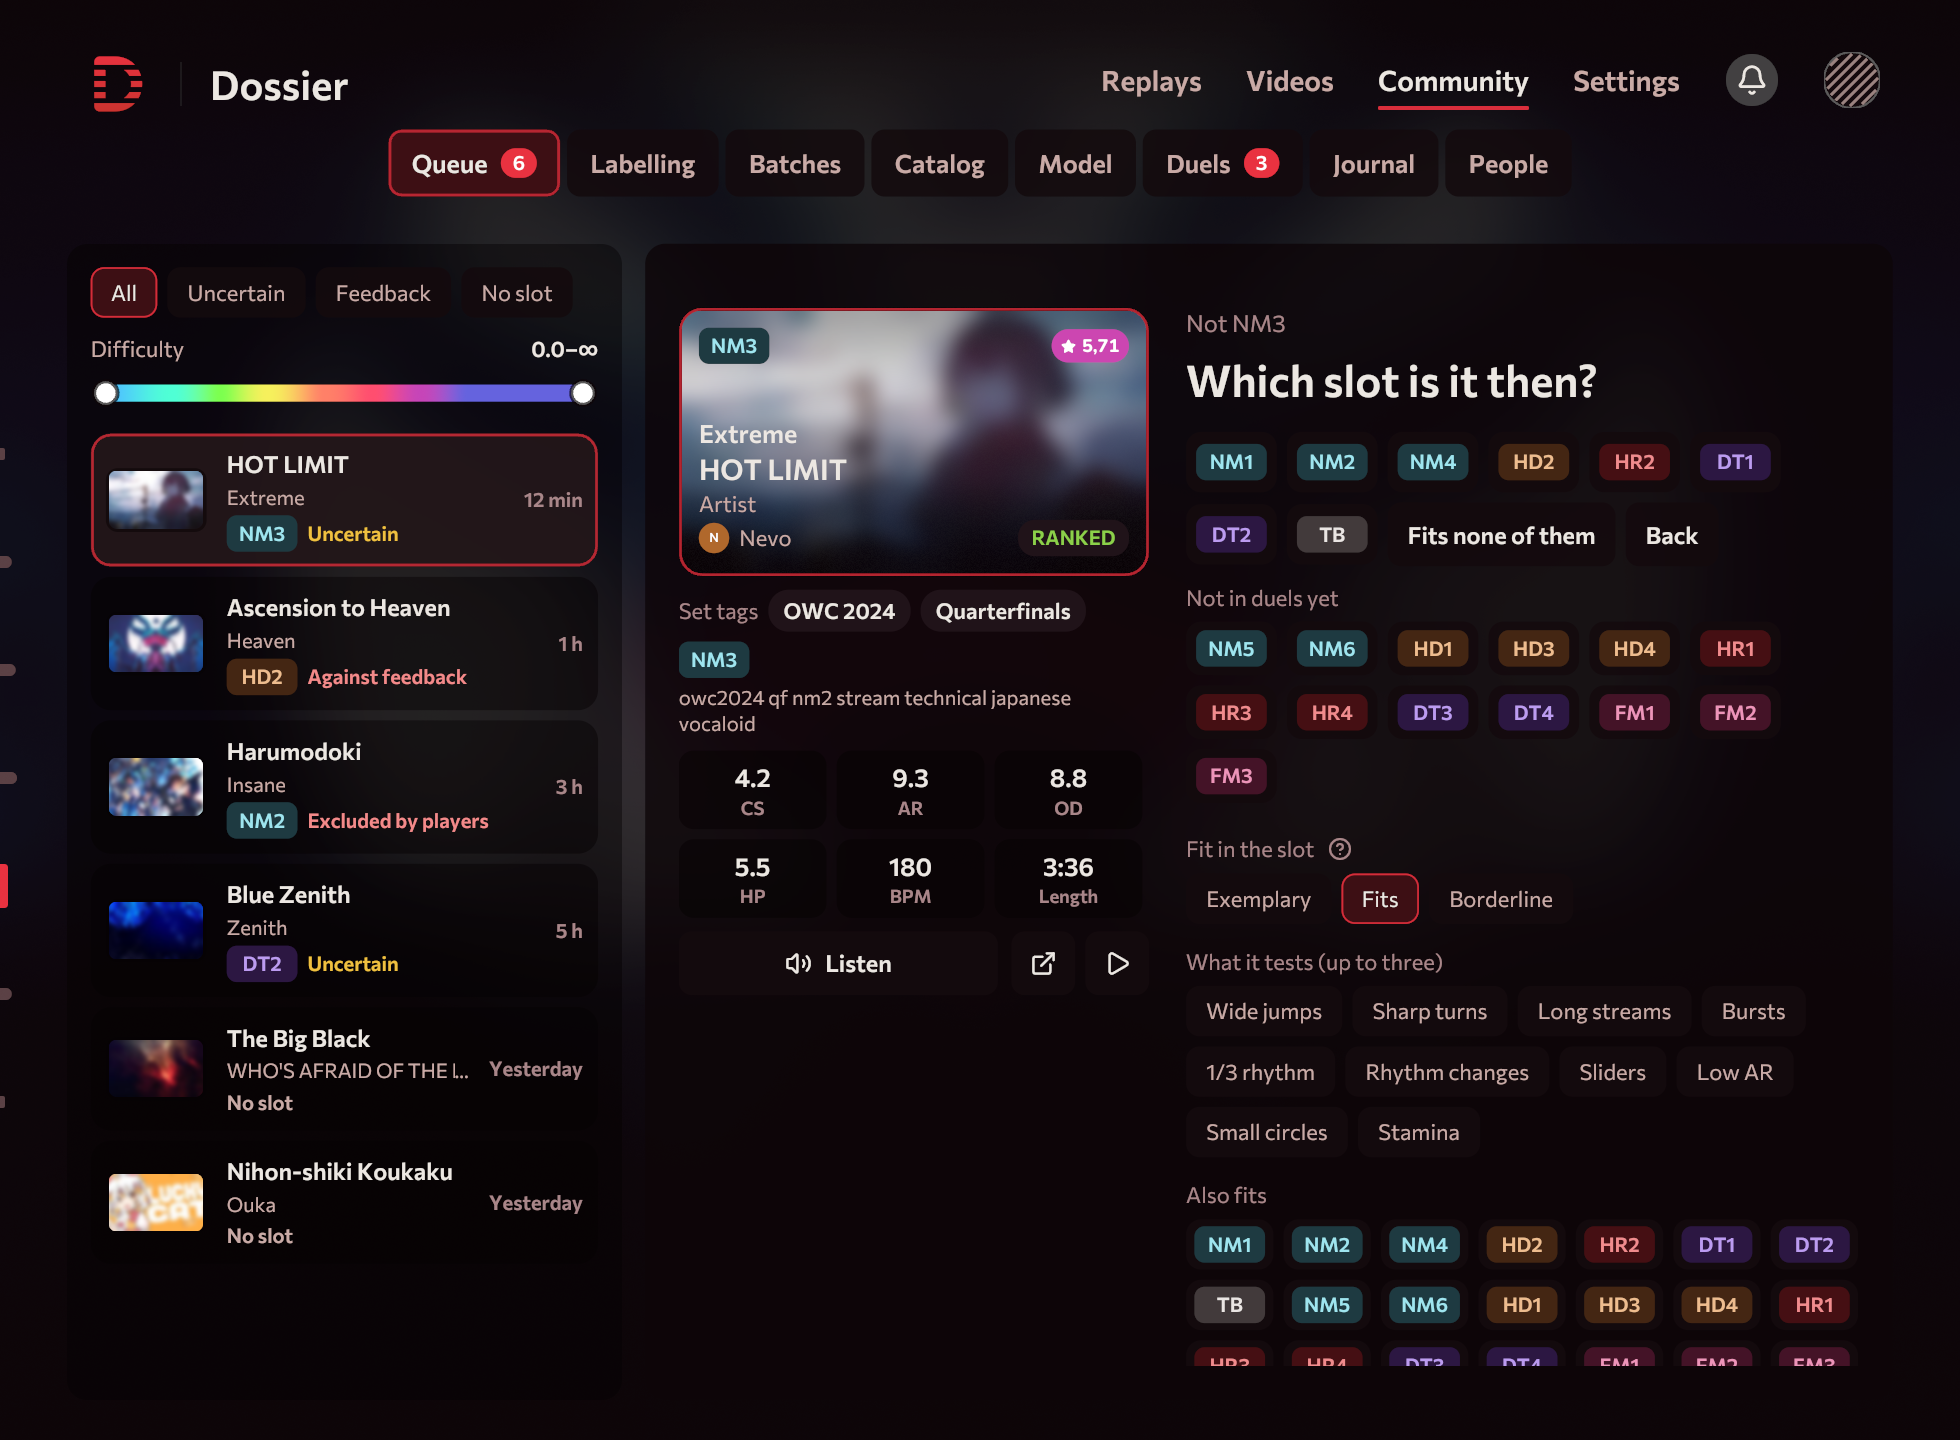 Dossier
Replays Videos Community Settings
Queue 6 Labelling Batches Catalog Model Duels 3 Journal People
All Uncertain Feedback No slot
Difficulty 0.0–∞
HOT LIMIT
Extreme
12 min
NM3 Uncertain
Ascension to Heaven
Heaven
1 h
HD2 Against feedback
Harumodoki
Insane
3 h
NM2 Excluded by players
Blue Zenith
Zenith
5 h
DT2 Uncertain
The Big Black
WHO'S AFRAID OF THE L...
Yesterday
No slot
Nihon-shiki Koukaku
Ouka
Yesterday
No slot
NM3 5,71
Extreme
HOT LIMIT
Artist
N Nevo RANKED
Set tags OWC 2024 Quarterfinals
NM3
owc2024 qf nm2 stream technical japanese
vocaloid
4.2 9.3 8.8
CS AR OD
5.5 180 3:36
HP BPM Length
Listen
Not NM3
Which slot is it then?
NM1 NM2 NM4 HD2 HR2 DT1
DT2 TB Fits none of them Back
Not in duels yet
NM5 NM6 HD1 HD3 HD4 HR1
HR3 HR4 DT3 DT4 FM1 FM2
FM3
Fit in the slot ?
Exemplary Fits Borderline
What it tests (up to three)
Wide jumps Sharp turns Long streams Bursts
1/3 rhythm Rhythm changes Sliders Low AR
Small circles Stamina
Also fits
NM1 NM2 NM4 HD2 HR2 DT1 DT2
TB NM5 NM6 HD1 HD3 HD4 HR1
HR3 HR4 DT3 DT4 FM1 FM2 FM3